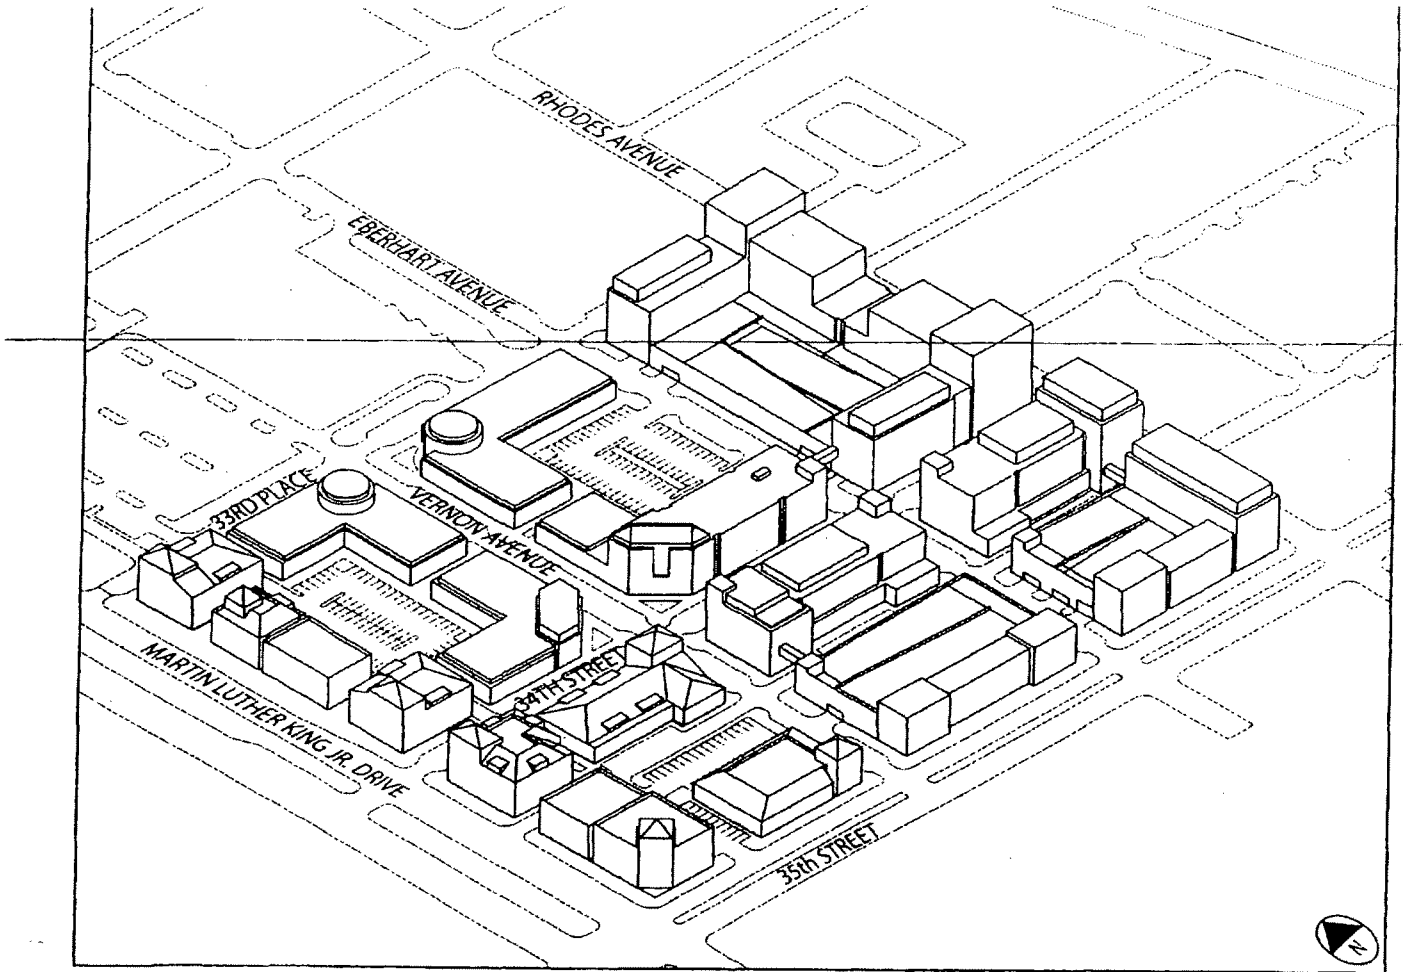 RHODES AVENUE
EBERHART AVENUE
33RD PLACE
VERNON AVENUE
34TH STREET
MARTIN LUTHER KING JR. DRIVE
35th STREET
N